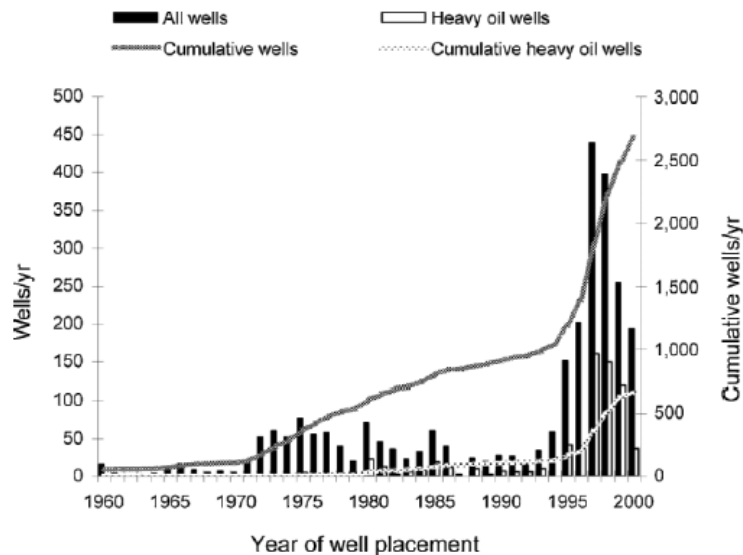 All wells Heavy oil wells
Cumulative wells Cumulative heavy oil wells
500 3,000
450
400 2,500
350
300 2,000
250 1,500
200
150 1,000
100
50 500
0 0
Wells/yr
Cumulative wells/yr
1960 1965 1970 1975 1980 1985 1990 1995 2000
Year of well placement